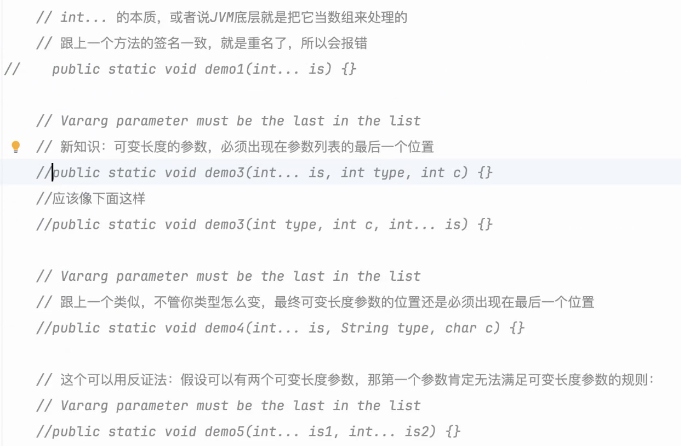 // int... 的本质，或者说JVM底层就是把它当数组来处理的
// 跟上一个方法的签名一致，就是重名了，所以会报错
//    public static void demo1(int... is) {}
// Vararg parameter must be the last in the list
// 新知识：可变长度的参数，必须出现在参数列表的最后一个位置
//public static void demo3(int... is, int type, int c) {}
//应该像下面这样
//public static void demo3(int type, int c, int... is) {}
// Vararg parameter must be the last in the list
// 跟上一个类似，不管你类型怎么变，最终可变长度参数的位置还是必须出现在最后一个位置
//public static void demo4(int... is, String type, char c) {}
// 这个可以用反证法：假设可以有两个可变长度参数，那第一个参数肯定无法满足可变长度参数的规则：
// Vararg parameter must be the last in the list
//public static void demo5(int... is1, int... is2) {}